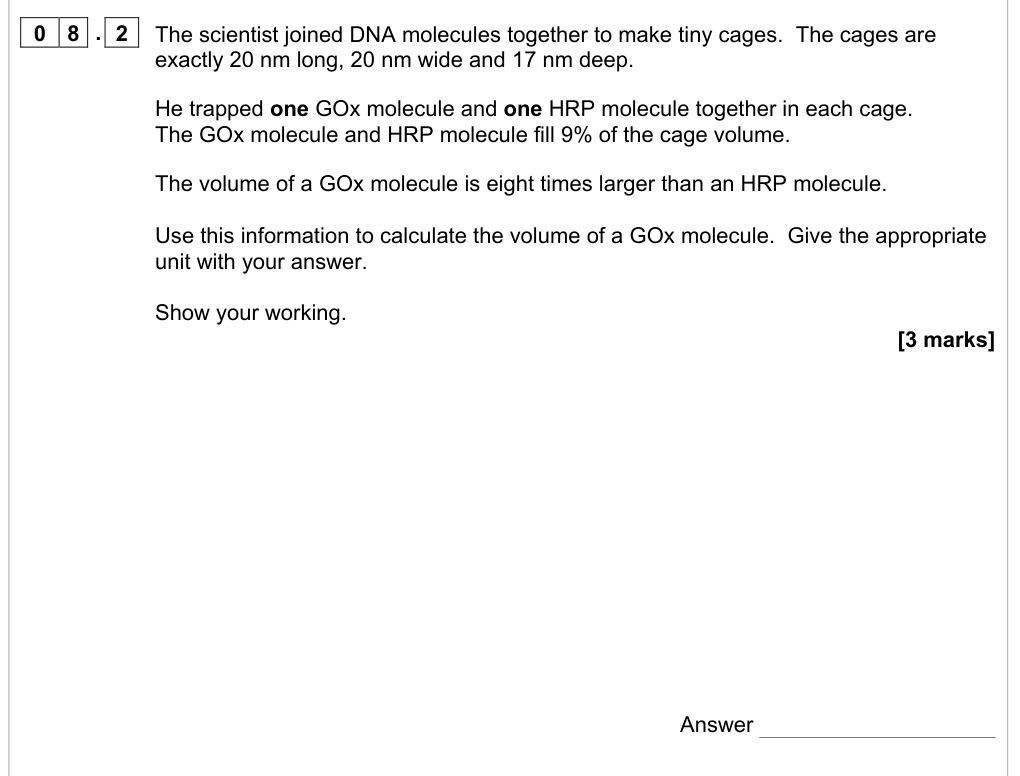 08.2 The scientist joined DNA molecules together to make tiny cages. The cages are
exactly 20 nm long, 20 nm wide and 17 nm deep.
He trapped one GOx molecule and one HRP molecule together in each cage.
The GOx molecule and HRP molecule fill 9% of the cage volume.
The volume of a GOx molecule is eight times larger than an HRP molecule.
Use this information to calculate the volume of a GOx molecule. Give the appropriate
unit with your answer.
Show your working.
[3 marks]
Answer